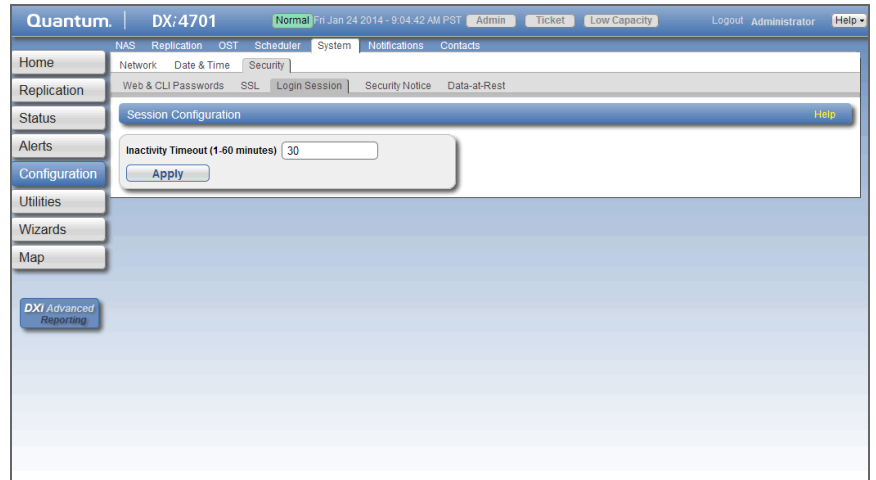 Quantum. DXi 4701 Normal Fri Jan 24 2014 - 9:04:42 AM PST Admin Ticket Low Capacity Logout Administrator Help
NAS Replication OST Scheduler System Notifications Contacts
Home
Network Date & Time Security
Replication
Web & CLI Passwords SSL Login Session Security Notice Data-at-Rest
Status
Session Configuration Help
Alerts
Inactivity Timeout (1-60 minutes) 30
Configuration
Apply
Utilities
Wizards
Map
DXi Advanced
Reporting